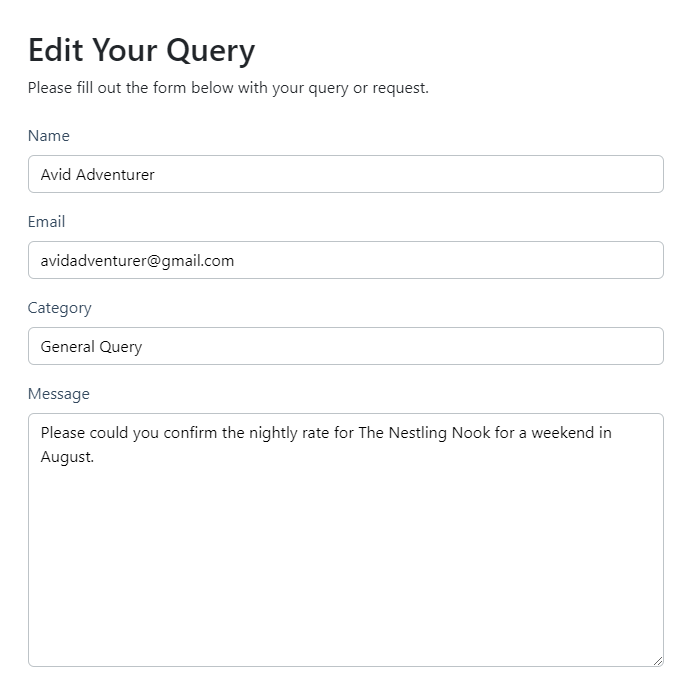 Edit Your Query
Please fill out the form below with your query or request.
Name
Avid Adventurer
Email
avidadventurer@gmail.com
Category
General Query
Message
Please could you confirm the nightly rate for The Nestling Nook for a weekend in
August.